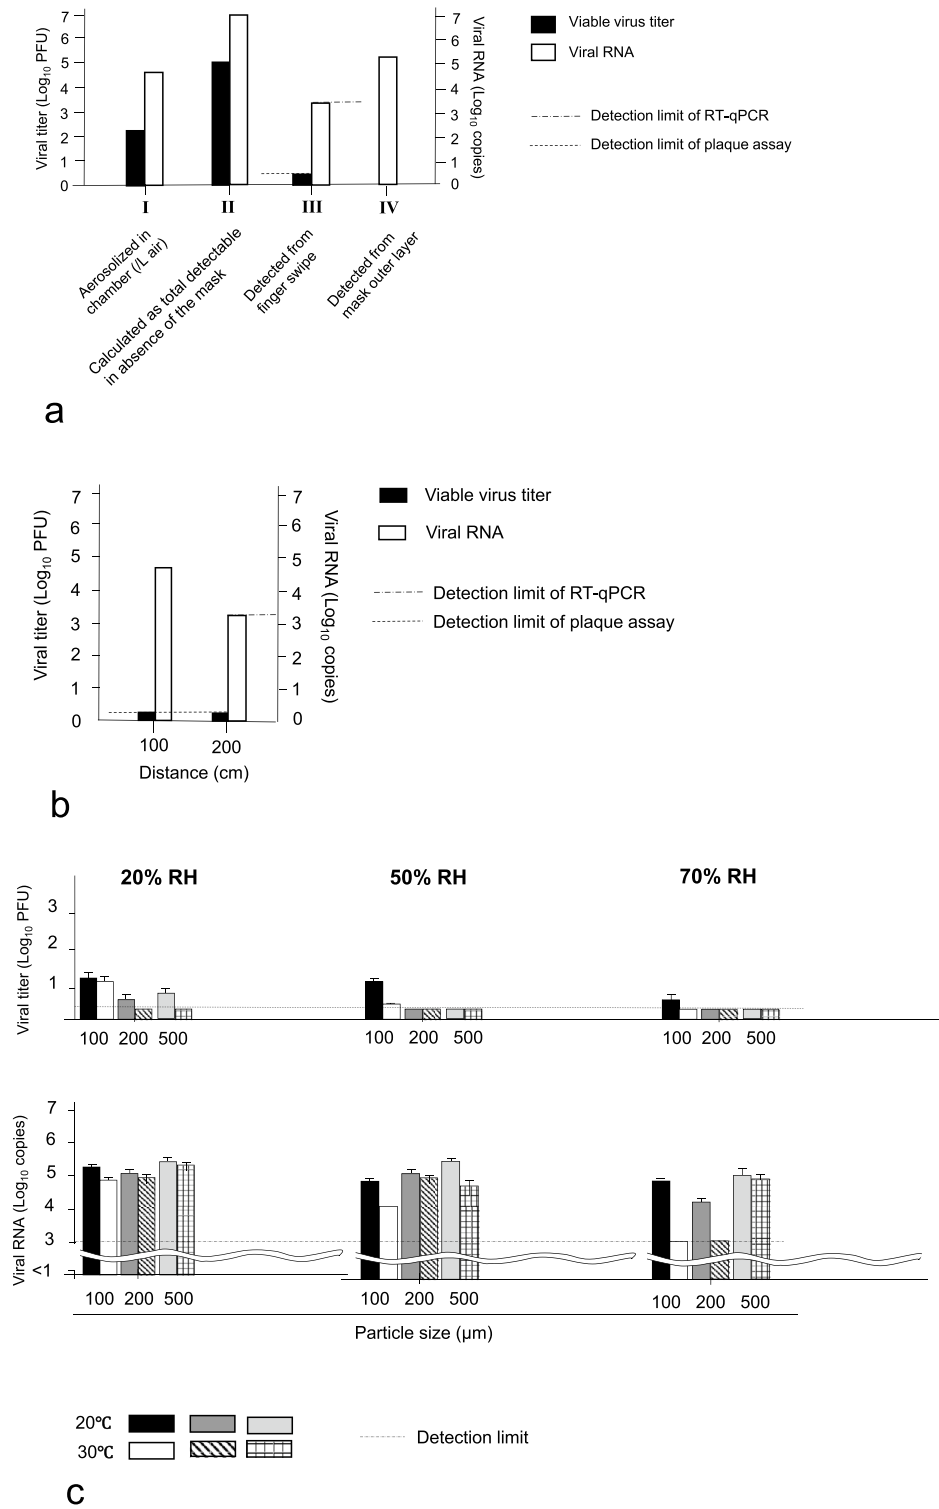 Viral titer (Log10 PFU)
7
6
5
4
3
2
1
0
7
6
5
4
3
2
1
0
Viral RNA (Log10 copies)
Viable virus titer
Viral RNA
Detection limit of RT-qPCR
Detection limit of plaque assay
I
II
III
IV
Aerosolized in
chamber (/L air)
Calculated as total detectable
in absence of the mask
Detected from
finger swipe
Detected from
mask outer layer
a
Viral titer (Log10 PFU)
7
6
5
4
3
2
1
0
7
6
5
4
3
2
1
0
Viral RNA (Log10 copies)
Viable virus titer
Viral RNA
Detection limit of RT-qPCR
Detection limit of plaque assay
100 200
Distance (cm)
b
20% RH 50% RH 70% RH
Viral titer (Log10 PFU)
3
2
1
100 200 500 100 200 500 100 200 500
Viral RNA (Log10 copies)
7
6
5
4
3
<1
100 200 500 100 200 500 100 200 500
Particle size (μm)
20℃
30℃
Detection limit
c